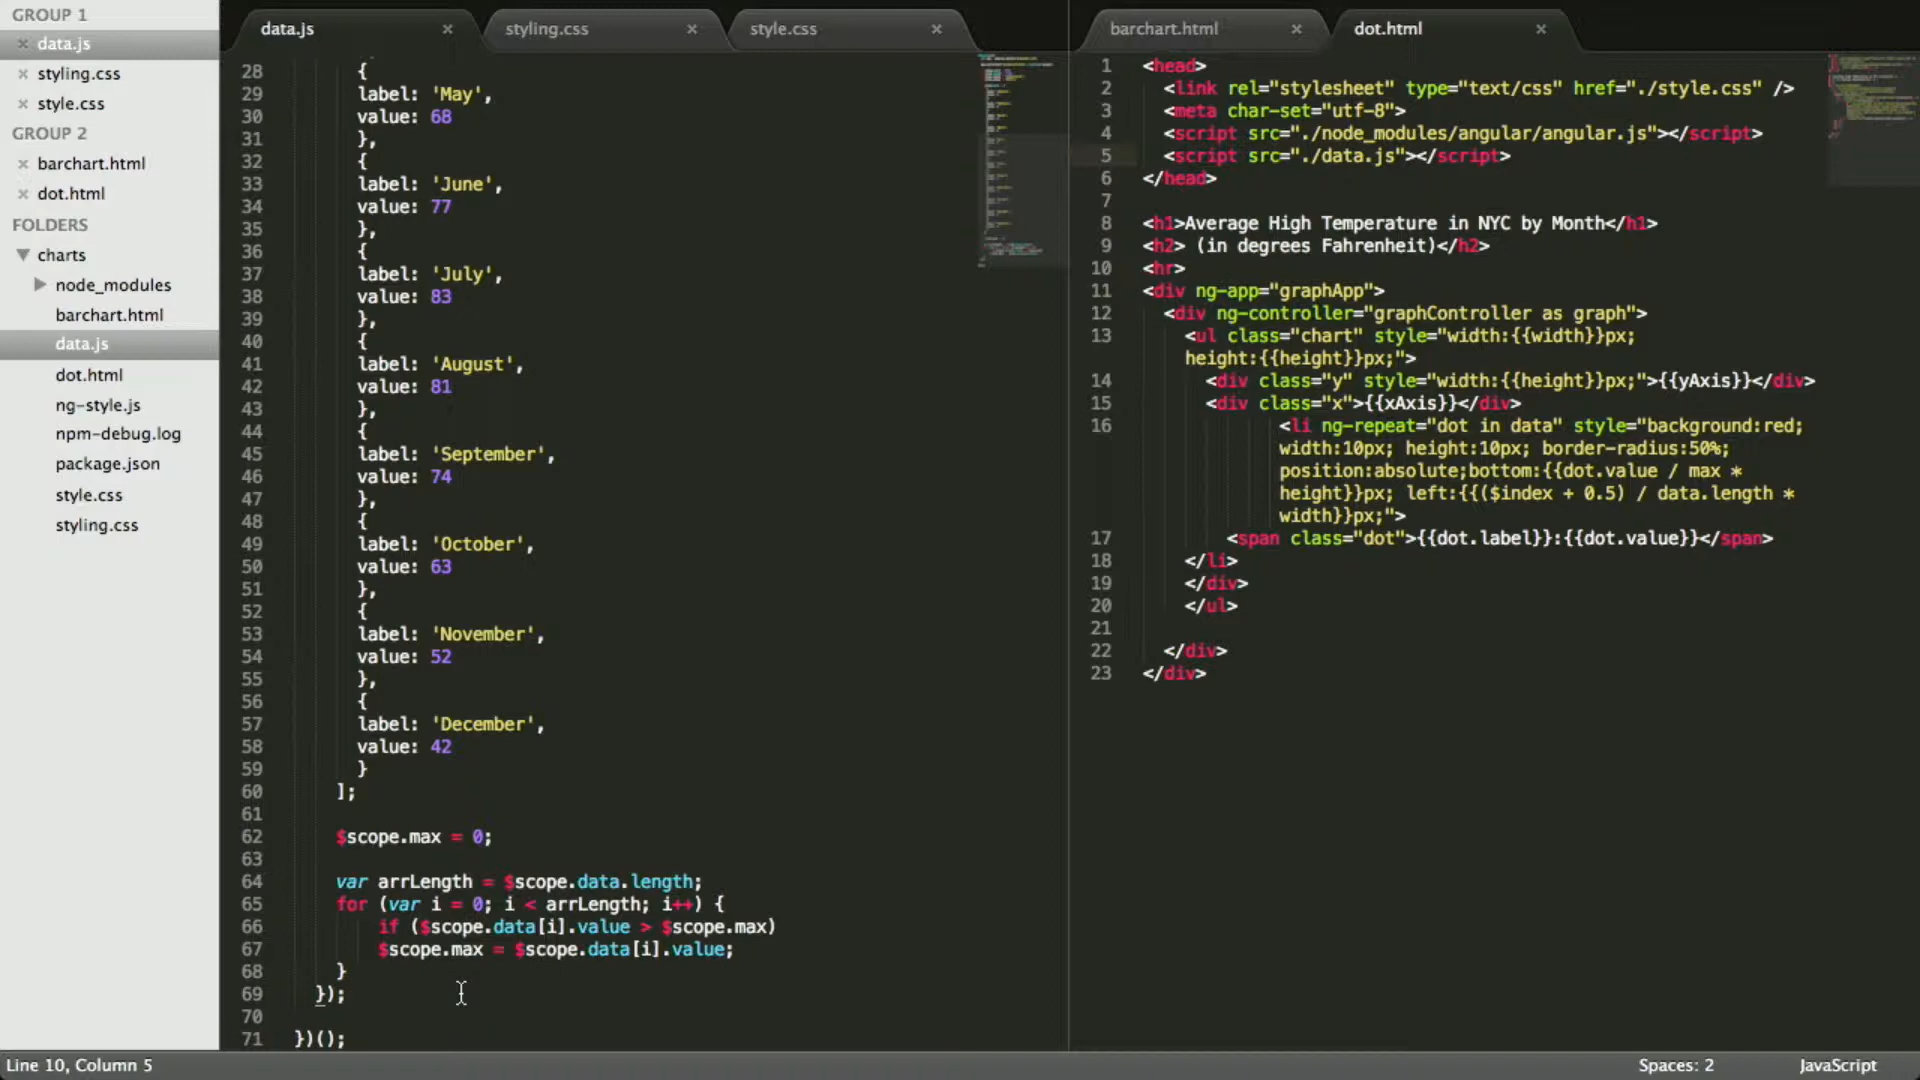 GROUP 1
data.js
styling.css
style.css
GROUP 2
barchart.html
dot.html
FOLDERS
charts
node_modules
barchart.html
data.js
dot.html
ng-style.js
npm-debug.log
package.json
style.css
styling.css
data.js
styling.css
style.css
28 {
29 label: 'May',
30 value: 68
31 },
32 {
33 label: 'June',
34 value: 77
35 },
36 {
37 label: 'July',
38 value: 83
39 },
40 {
41 label: 'August',
42 value: 81
43 },
44 {
45 label: 'September',
46 value: 74
47 },
48 {
49 label: 'October',
50 value: 63
51 },
52 {
53 label: 'November',
54 value: 52
55 },
56 {
57 label: 'December',
58 value: 42
59 }
60 ];
61
62 $scope.max = 0;
63
64 var arrLength = $scope.data.length;
65 for (var i = 0; i < arrLength; i++) {
66 if ($scope.data[i].value > $scope.max)
67 $scope.max = $scope.data[i].value;
68 }
69 });
70
71 })();
barchart.html
dot.html
1 <head>
2 <link rel="stylesheet" type="text/css" href="./style.css" />
3 <meta char-set="utf-8">
4 <script src="./node_modules/angular/angular.js"></script>
5 <script src="./data.js"></script>
6 </head>
7
8 <h1>Average High Temperature in NYC by Month</h1>
9 <h2> (in degrees Fahrenheit)</h2>
10 <hr>
11 <div ng-app="graphApp">
12 <div ng-controller="graphController as graph">
13 <ul class="chart" style="width:{{width}}px;
height:{{height}}px;">
14 <div class="y" style="width:{{height}}px;">{{yAxis}}</div>
15 <div class="x">{{xAxis}}</div>
16 <li ng-repeat="dot in data" style="background:red;
width:10px; height:10px; border-radius:50%;
position:absolute;bottom:{{dot.value / max *
height}}px; left:{{($index + 0.5) / data.length *
width}}px;">
17 <span class="dot">{{dot.label}}:{{dot.value}}</span>
18 </li>
19 </div>
20 </ul>
21
22 </div>
23 </div>
Line 10, Column 5
Spaces: 2
JavaScript